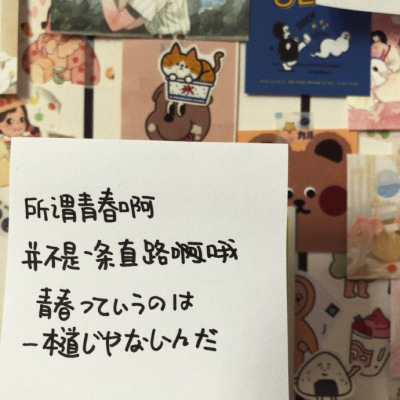 所谓青春啊
并不是一条直路啊哦
青春っていうのは
一本道じゃないんだ